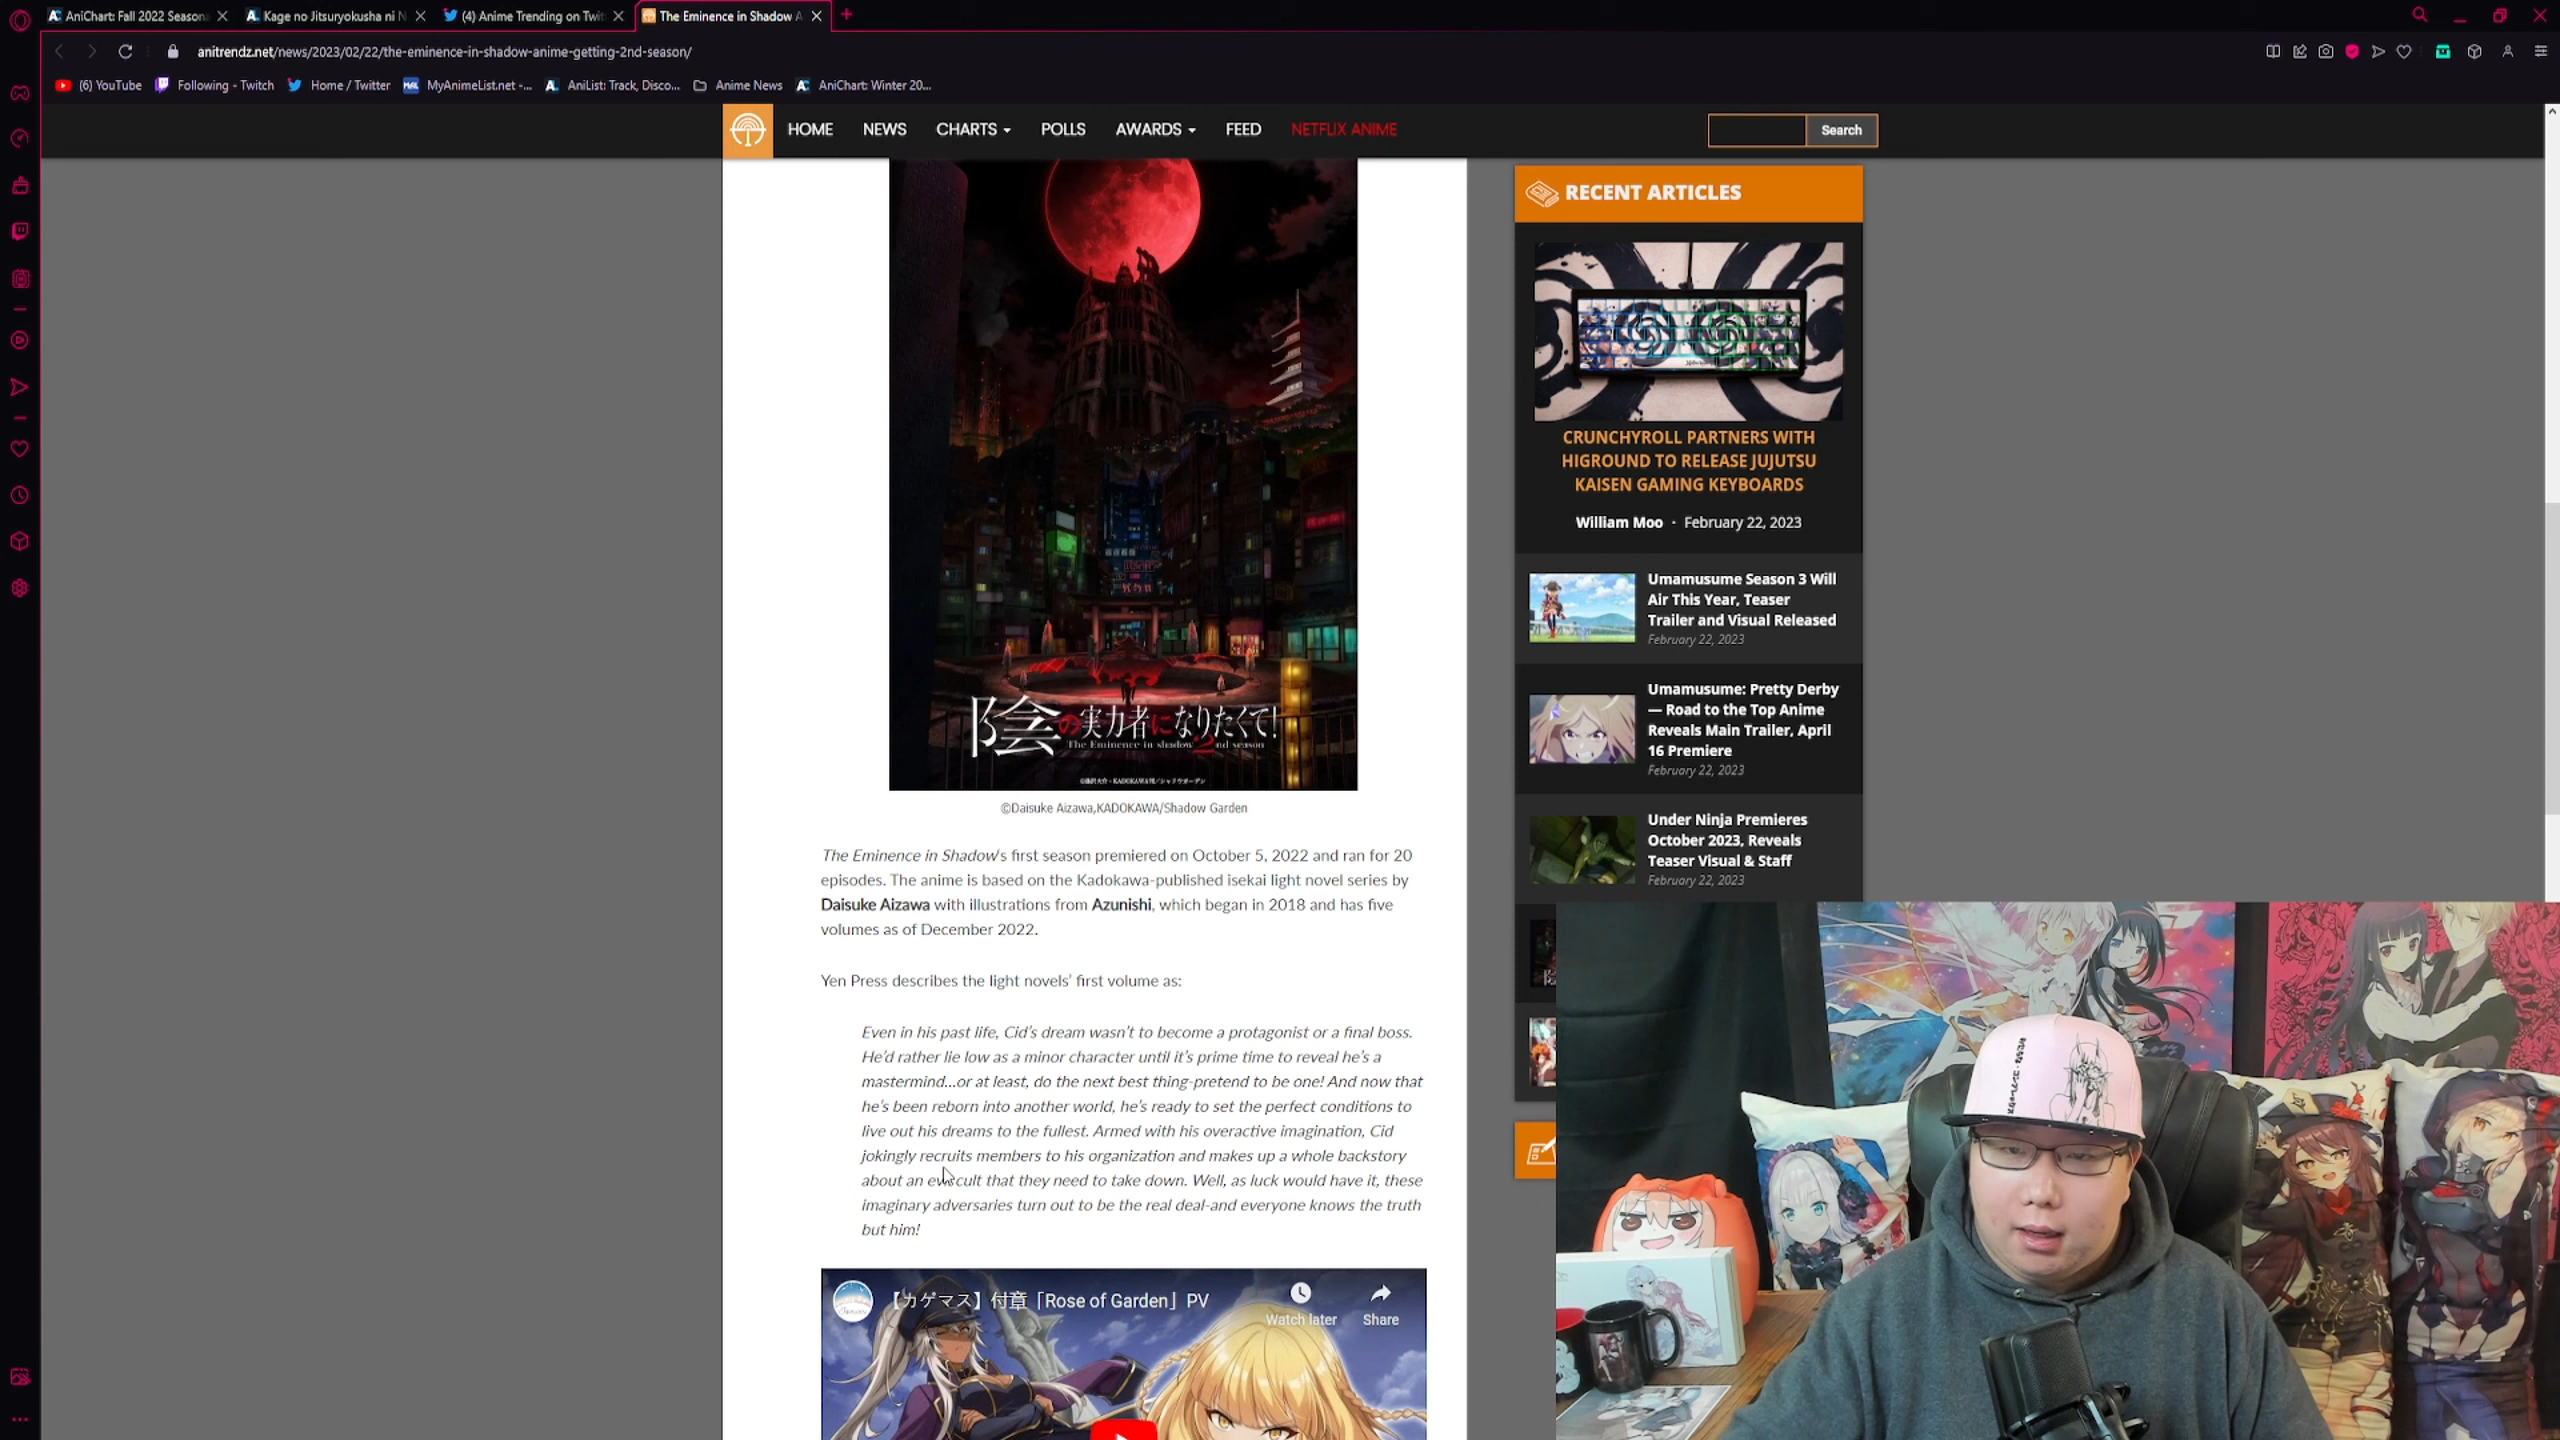 AniChart: Fall 2022 Seasona
Kage no Jitsuryokusha ni N
(4) Anime Trending on Twit
The Eminence in Shadow A
anitrendz.net/news/2023/02/22/the-eminence-in-shadow-anime-getting-2nd-season/
(6) YouTube
Following - Twitch
Home / Twitter
MyAnimeList.net -...
AniList: Track, Disco...
Anime News
AniChart: Winter 20...
HOME
NEWS
CHARTS
POLLS
AWARDS
FEED
NETFLIX ANIME
Search
陰の実力者になりたくて!
The Eminence in shadow 2nd season
©Daisuke Aizawa,KADOKAWA/Shadow Garden
The Eminence in Shadow's first season premiered on October 5, 2022 and ran for 20
episodes. The anime is based on the Kadokawa-published isekai light novel series by
Daisuke Aizawa with illustrations from Azunishi, which began in 2018 and has five
volumes as of December 2022.
Yen Press describes the light novels' first volume as:
Even in his past life, Cid's dream wasn't to become a protagonist or a final boss.
He'd rather lie low as a minor character until it's prime time to reveal he's a
mastermind...or at least, do the next best thing-pretend to be one! And now that
he's been reborn into another world, he's ready to set the perfect conditions to
live out his dreams to the fullest. Armed with his overactive imagination, Cid
jokingly recruits members to his organization and makes up a whole backstory
about an evil cult that they need to take down. Well, as luck would have it, these
imaginary adversaries turn out to be the real deal-and everyone knows the truth
but him!
【カゲマス】付章「Rose of Garden」PV
Watch later
Share
RECENT ARTICLES
CRUNCHYROLL PARTNERS WITH
HIGROUND TO RELEASE JUJUTSU
KAISEN GAMING KEYBOARDS
William Moo · February 22, 2023
Umamusume Season 3 Will
Air This Year, Teaser
Trailer and Visual Released
February 22, 2023
Umamusume: Pretty Derby
— Road to the Top Anime
Reveals Main Trailer, April
16 Premiere
February 22, 2023
Under Ninja Premieres
October 2023, Reveals
Teaser Visual & Staff
February 22, 2023